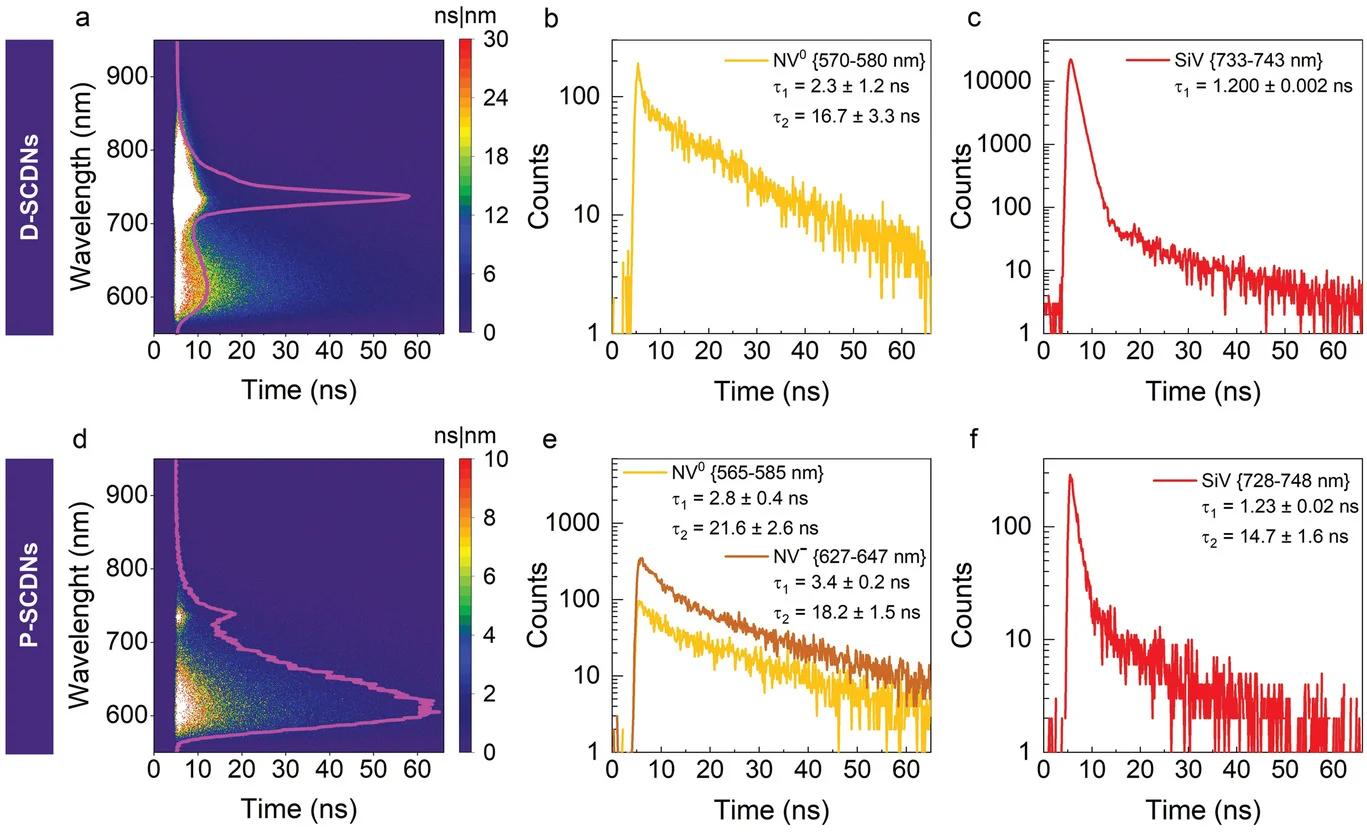 D-SCDNs
a
ns|nm
Wavelength (nm)
900
800
700
600
0 10 20 30 40 50 60
Time (ns)
30
24
18
12
6
0
b
NV⁰ {570-580 nm}
τ₁ = 2.3 ± 1.2 ns
τ₂ = 16.7 ± 3.3 ns
Counts
100
10
1
0 10 20 30 40 50 60
Time (ns)
c
SiV {733-743 nm}
τ₁ = 1.200 ± 0.002 ns
Counts
10000
1000
100
10
1
0 10 20 30 40 50 60
Time (ns)
P-SCDNs
d
ns|nm
Wavelenght (nm)
900
800
700
600
0 10 20 30 40 50 60
Time (ns)
10
8
6
4
2
0
e
NV⁰ {565-585 nm}
τ₁ = 2.8 ± 0.4 ns
τ₂ = 21.6 ± 2.6 ns
NV⁻ {627-647 nm}
τ₁ = 3.4 ± 0.2 ns
τ₂ = 18.2 ± 1.5 ns
Counts
1000
100
10
1
0 10 20 30 40 50 60
Time (ns)
f
SiV {728-748 nm}
τ₁ = 1.23 ± 0.02 ns
τ₂ = 14.7 ± 1.6 ns
Counts
100
10
1
0 10 20 30 40 50 60
Time (ns)